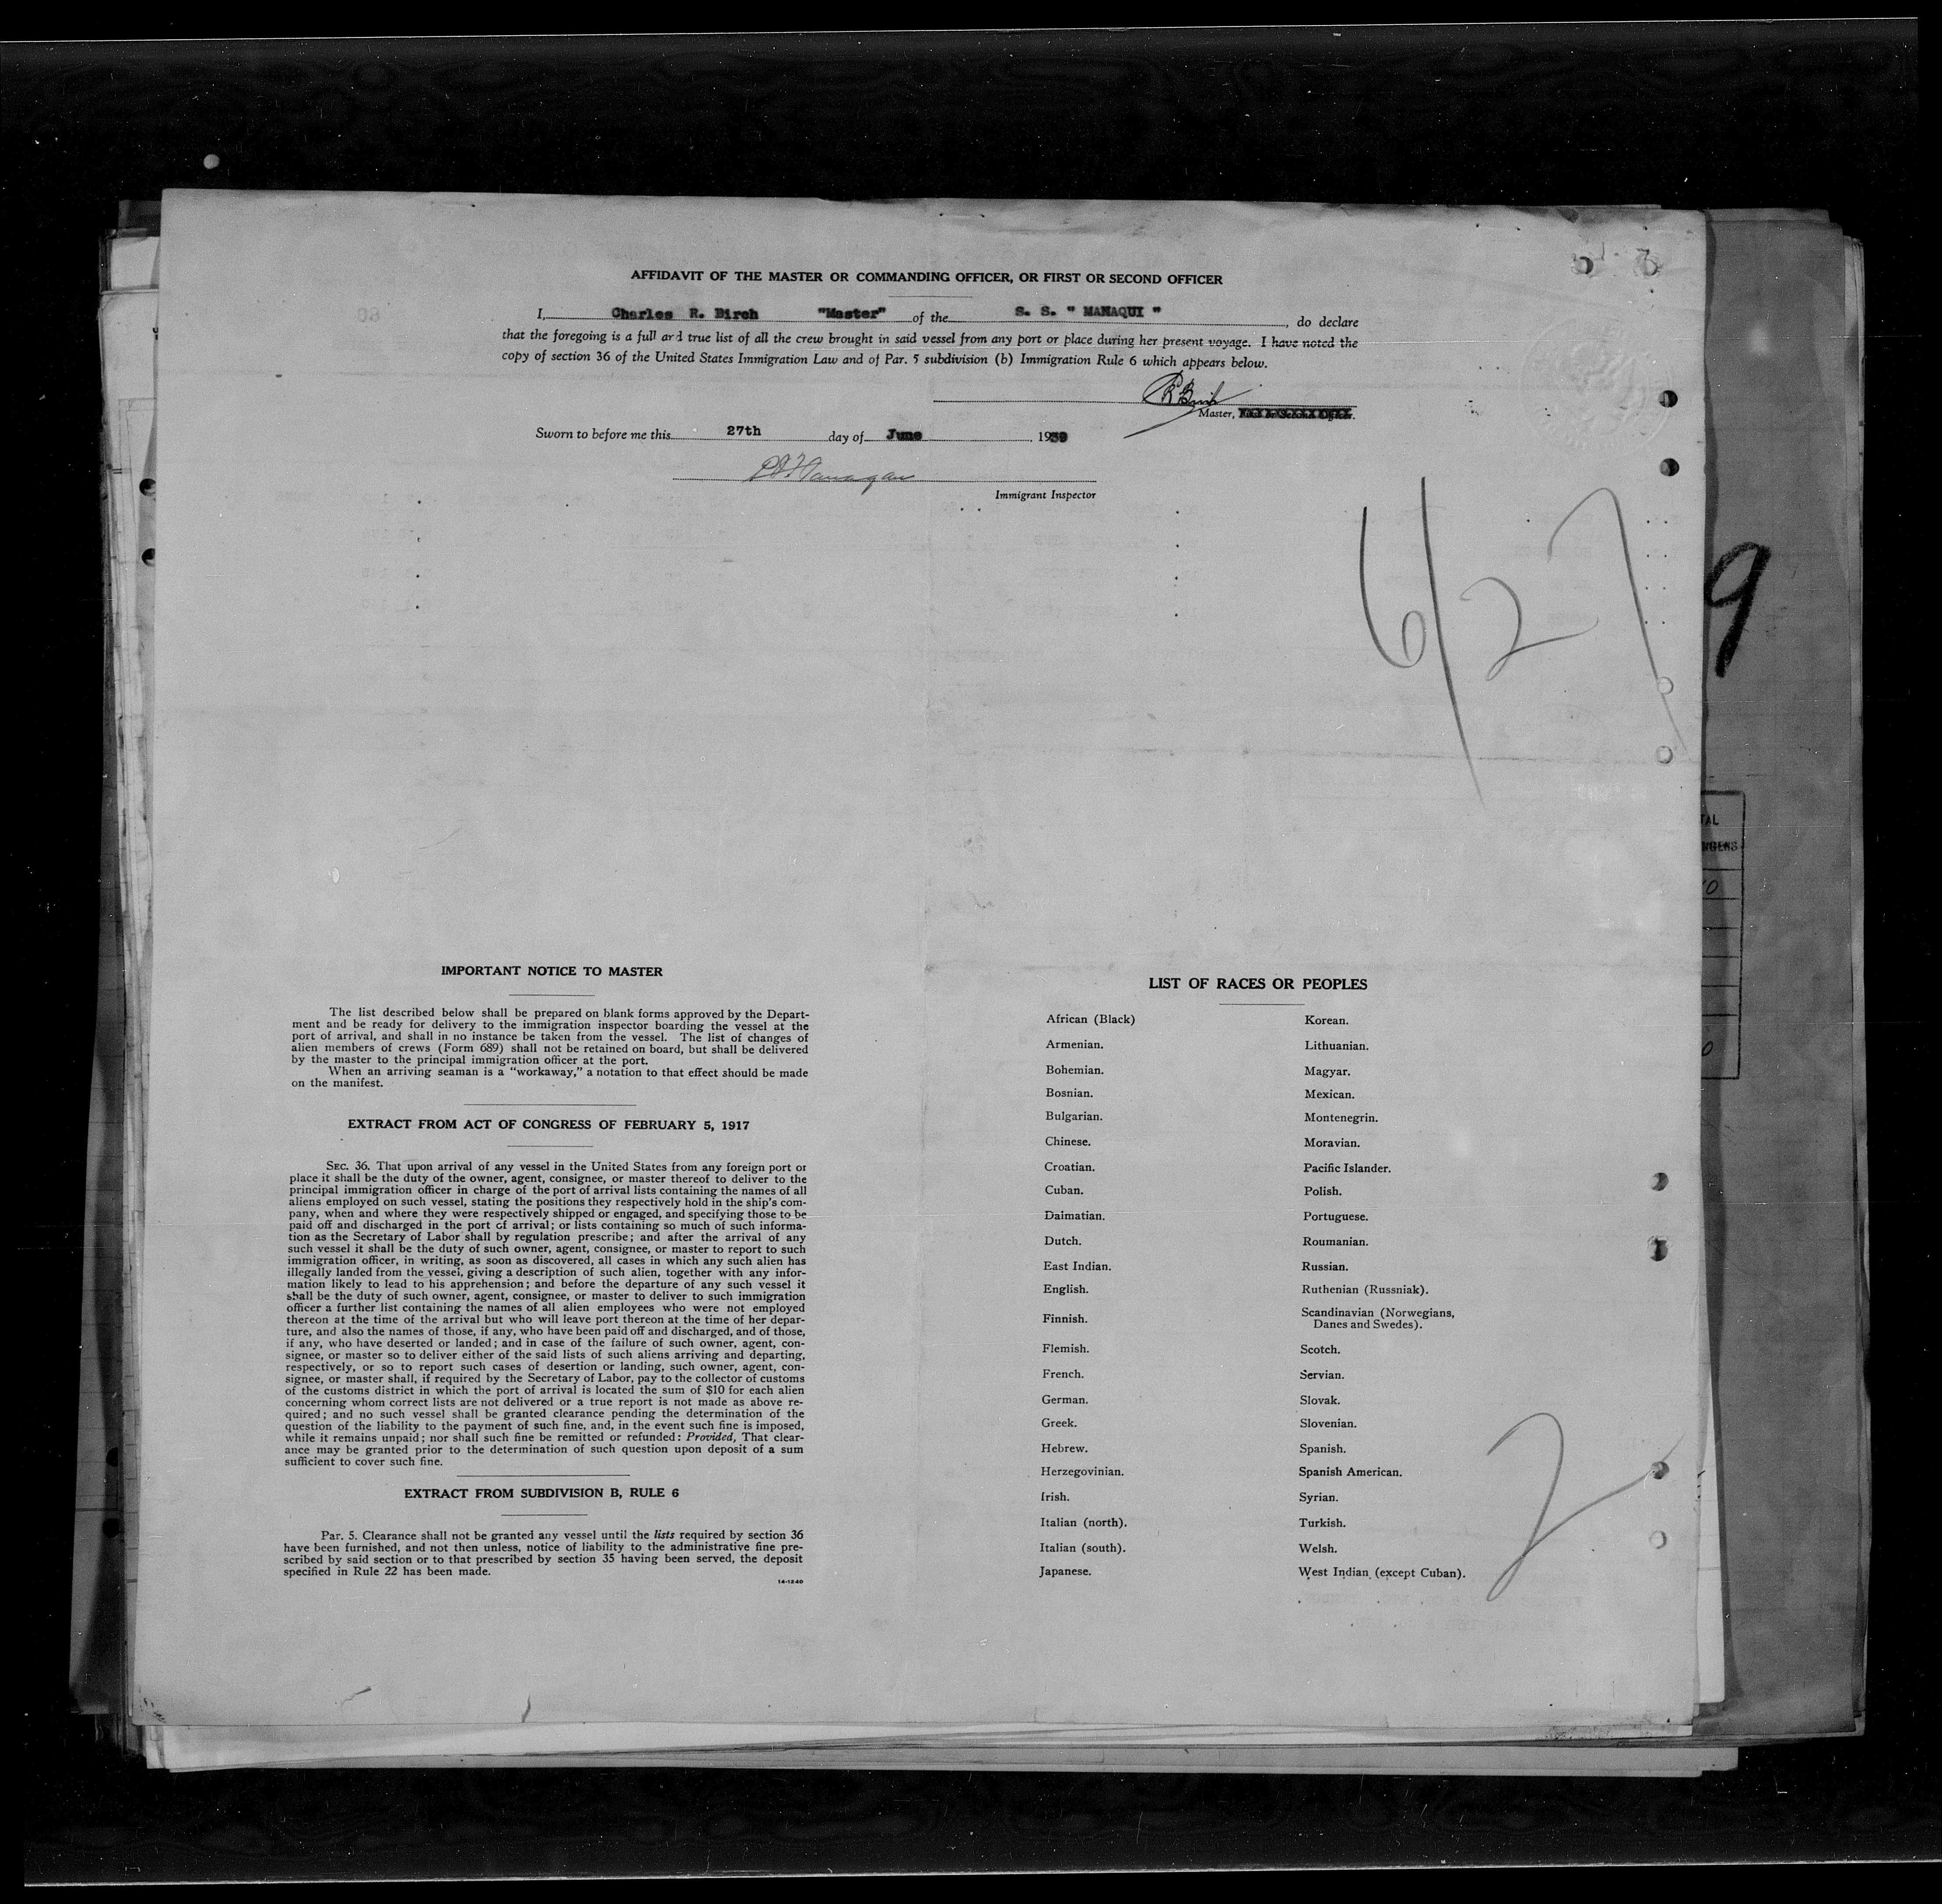 AFFIDAVIT OF THE MASTER OR COMMANDING OFFICER, OR FIRST OR SECOND OFFICER
I, Charles R. Birch "Master" of the S. S. " MANAQUI ", do declare
that the foregoing is a full and true list of all the crew brought in said vessel from any port or place during her present voyage. I have noted the
copy of section 36 of the United States Immigration Law and of Par. 5 subdivision (b) Immigration Rule 6 which appears below.
Master,
Sworn to before me this 27th day of June, 1939
Immigrant Inspector
6/27
9
IMPORTANT NOTICE TO MASTER
The list described below shall be prepared on blank forms approved by the Depart-
ment and be ready for delivery to the immigration inspector boarding the vessel at the
port of arrival, and shall in no instance be taken from the vessel. The list of changes of
alien members of crews (Form 689) shall not be retained on board, but shall be delivered
by the master to the principal immigration officer at the port.
When an arriving seaman is a "workaway," a notation to that effect should be made
on the manifest.
EXTRACT FROM ACT OF CONGRESS OF FEBRUARY 5, 1917
SEC. 36. That upon arrival of any vessel in the United States from any foreign port or
place it shall be the duty of the owner, agent, consignee, or master thereof to deliver to the
principal immigration officer in charge of the port of arrival lists containing the names of all
aliens employed on such vessel, stating the positions they respectively hold in the ship's com-
pany, when and where they were respectively shipped or engaged, and specifying those to be
paid off and discharged in the port of arrival; or lists containing so much of such informa-
tion as the Secretary of Labor shall by regulation prescribe; and after the arrival of any
such vessel it shall be the duty of such owner, agent, consignee, or master to report to such
immigration officer, in writing, as soon as discovered, all cases in which any such alien has
illegally landed from the vessel, giving a description of such alien, together with any infor-
mation likely to lead to his apprehension; and before the departure of any such vessel it
shall be the duty of such owner, agent, consignee, or master to deliver to such immigration
officer a further list containing the names of all alien employees who were not employed
thereon at the time of the arrival but who will leave port thereon at the time of her depar-
ture, and also the names of those, if any, who have been paid off and discharged, and of those,
if any, who have deserted or landed; and in case of the failure of such owner, agent, con-
signee, or master so to deliver either of the said lists of such aliens arriving and departing,
respectively, or so to report such cases of desertion or landing, such owner, agent, con-
signee, or master shall, if required by the Secretary of Labor, pay to the collector of customs
of the customs district in which the port of arrival is located the sum of $10 for each alien
concerning whom correct lists are not delivered or a true report is not made as above re-
quired; and no such vessel shall be granted clearance pending the determination of the
question of the liability to the payment of such fine, and, in the event such fine is imposed,
while it remains unpaid; nor shall such fine be remitted or refunded: Provided, That clear-
ance may be granted prior to the determination of such question upon deposit of a sum
sufficient to cover such fine.
EXTRACT FROM SUBDIVISION B, RULE 6
Par. 5. Clearance shall not be granted any vessel until the lists required by section 36
have been furnished, and not then unless, notice of liability to the administrative fine pre-
scribed by said section or to that prescribed by section 35 having been served, the deposit
specified in Rule 22 has been made.
14-1240
LIST OF RACES OR PEOPLES
African (Black)
Armenian.
Bohemian.
Bosnian.
Bulgarian.
Chinese.
Croatian.
Cuban.
Dalmatian.
Dutch.
East Indian.
English.
Finnish.
Flemish.
French.
German.
Greek.
Hebrew.
Herzegovinian.
Irish.
Italian (north).
Italian (south).
Japanese.
Korean.
Lithuanian.
Magyar.
Mexican.
Montenegrin.
Moravian.
Pacific Islander.
Polish.
Portuguese.
Roumanian.
Russian.
Ruthenian (Russniak).
Scandinavian (Norwegians,
Danes and Swedes).
Scotch.
Servian.
Slovak.
Slovenian.
Spanish.
Spanish American.
Syrian.
Turkish.
Welsh.
West Indian (except Cuban).
2